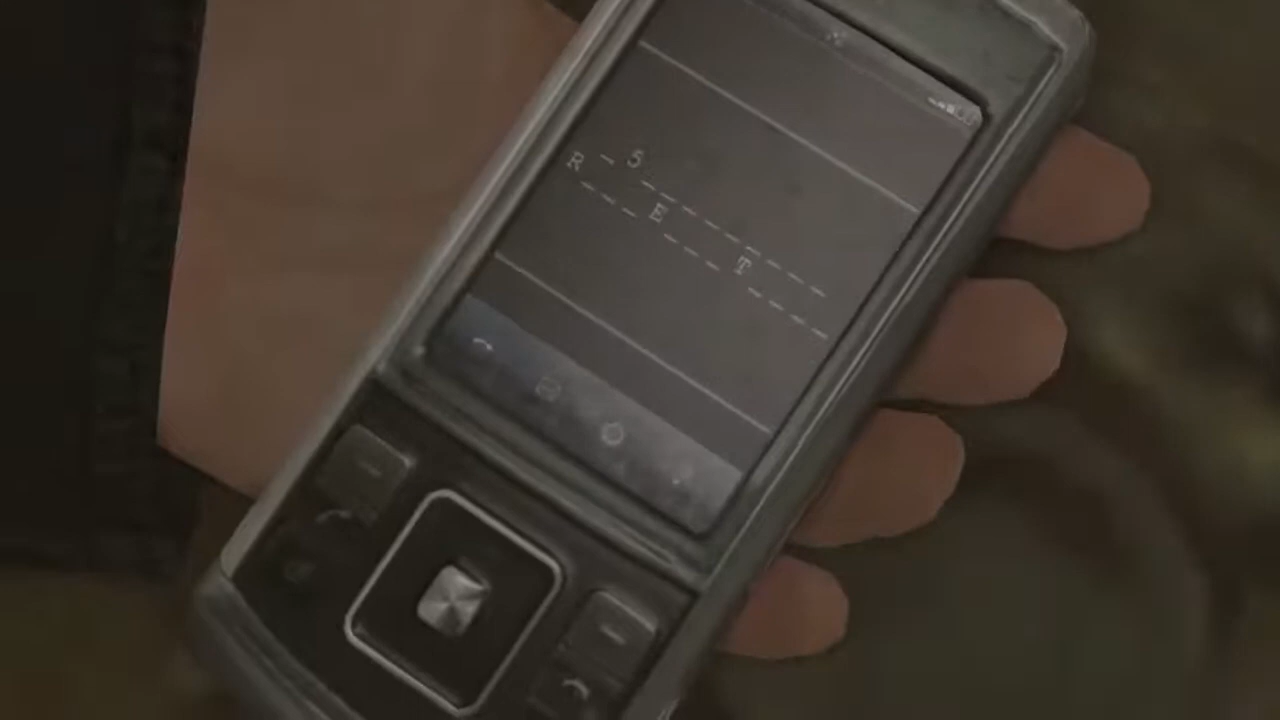 _ 5 _ _ _ _ _ _ _ _ _
R _ _ _ E _ _ _ T _ _ _ _